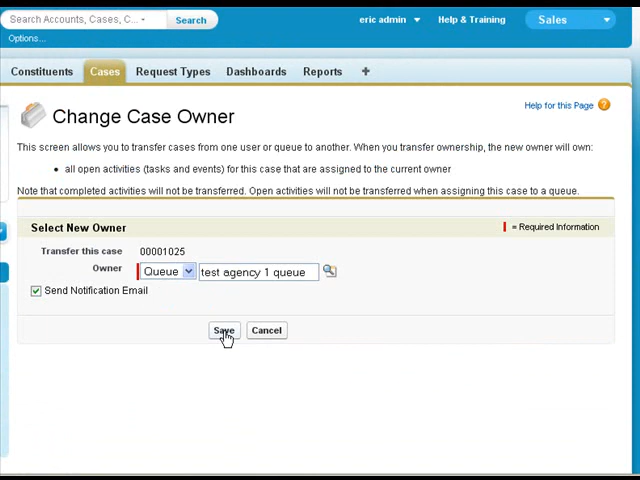 Search Accounts, Cases, C...
Search
eric admin
Help & Training
Sales
Options...
Constituents
Cases
Request Types
Dashboards
Reports
+
Change Case Owner
Help for this Page ?
This screen allows you to transfer cases from one user or queue to another. When you transfer ownership, the new owner will own:
• all open activities (tasks and events) for this case that are assigned to the current owner
Note that completed activities will not be transferred. Open activities will not be transferred when assigning this case to a queue.
Select New Owner
= Required Information
Transfer this case 00001025
Owner Queue test agency 1 queue
Send Notification Email
Save Cancel